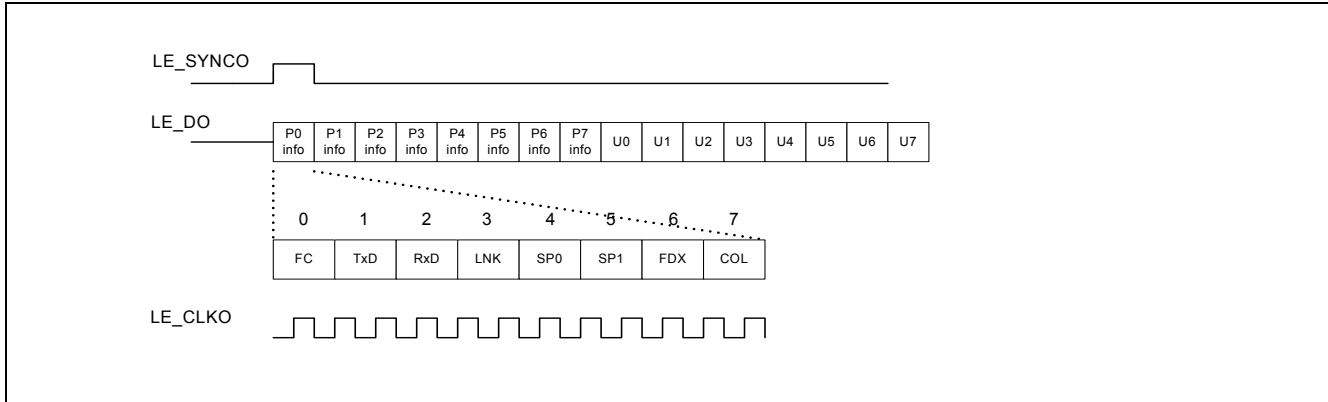 LE_SYNCO
LE_DO
P0 P1 P2 P3 P4 P5 P6 P7 U0 U1 U2 U3 U4 U5 U6 U7
info info info info info info info info
0 1 2 3 4 5 6 7
FC TxD RxD LNK SP0 SP1 FDX COL
LE_CLKO